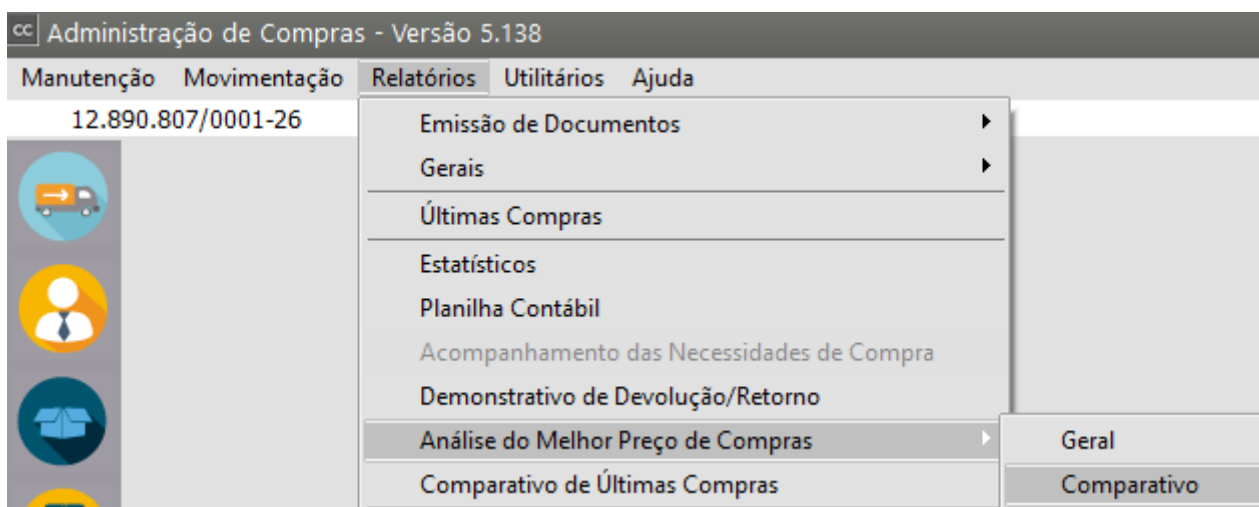 cc Administração de Compras - Versão 5.138
Manutenção Movimentação Relatórios Utilitários Ajuda
12.890.807/0001-26
Emissão de Documentos
Gerais
Últimas Compras
Estatísticos
Planilha Contábil
Acompanhamento das Necessidades de Compra
Demonstrativo de Devolução/Retorno
Análise do Melhor Preço de Compras
Geral
Comparativo de Últimas Compras
Comparativo